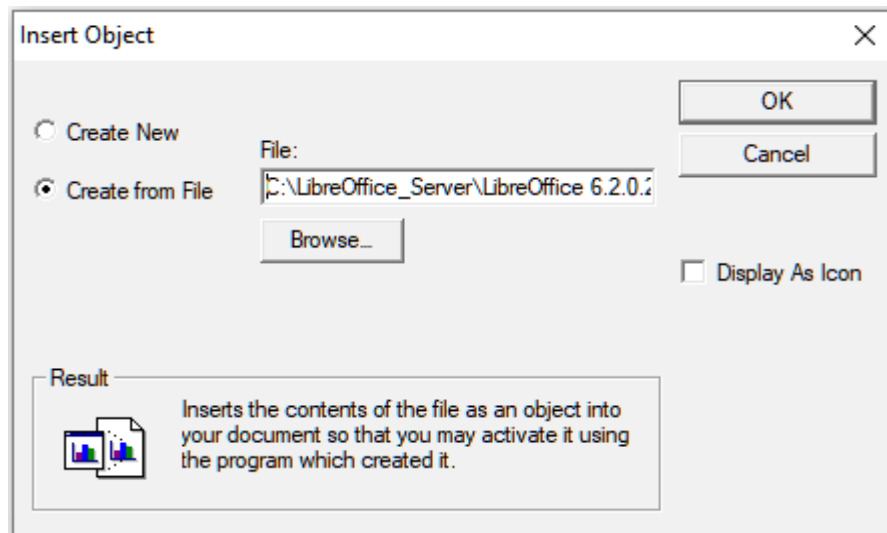 Insert Object
Create New
Create from File
File:
C:\LibreOffice_Server\LibreOffice 6.2.0.2
Browse...
OK
Cancel
Display As Icon
Result
Inserts the contents of the file as an object into
your document so that you may activate it using
the program which created it.